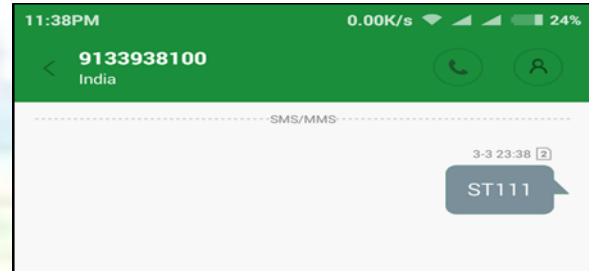 11:38PM 0.00K/s 24%
9133938100
India
SMS/MMS
3-3 23:38 2
ST111